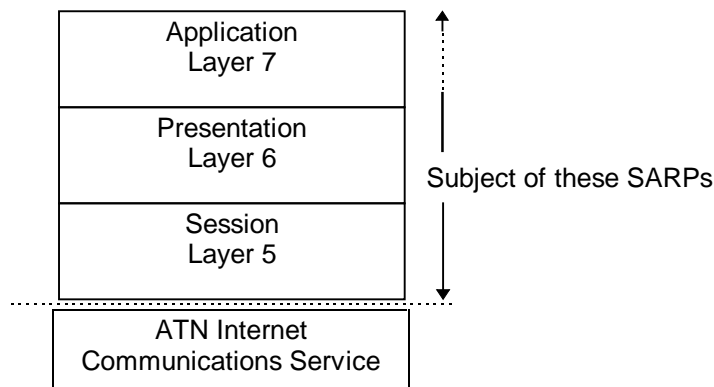 Application
Layer 7
Presentation
Layer 6
Subject of these SARPs
Session
Layer 5
ATN Internet
Communications Service